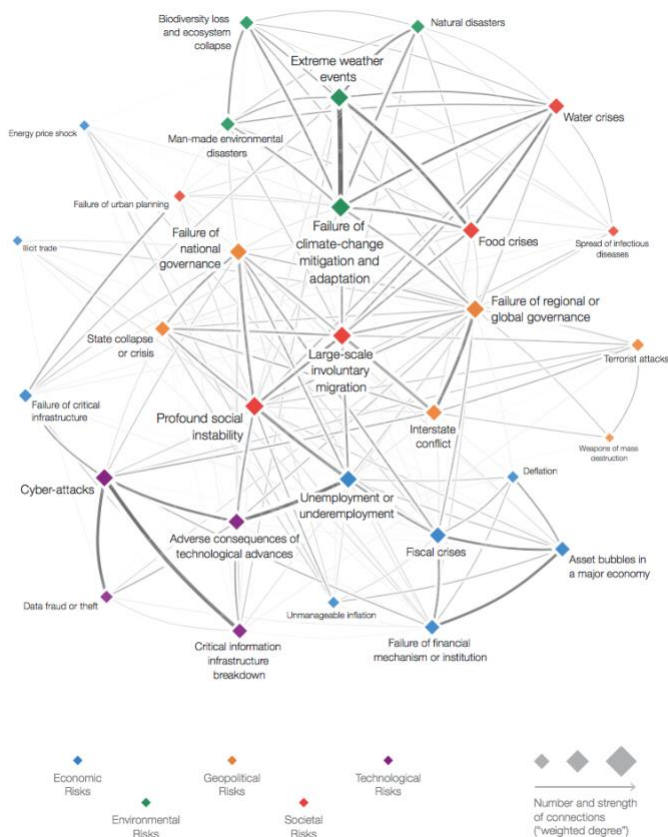 Biodiversity loss
and ecosystem
collapse
Natural disasters
Extreme weather
events
Water crises
Energy price shock
Man-made environmental
disasters
Failure of urban planning
Illicit trade
Failure of
national
governance
Failure of
climate-change
mitigation and
adaptation
Food crises
Spread of infectious
diseases
Failure of regional or
global governance
State collapse
or crisis
Large-scale
involuntary
migration
Terrorist attacks
Failure of critical
infrastructure
Profound social
instability
Interstate
conflict
Weapons of mass
destruction
Cyber-attacks
Unemployment or
underemployment
Deflation
Adverse consequences of
technological advances
Fiscal crises
Asset bubbles in
a major economy
Data fraud or theft
Unmanageable inflation
Critical information
infrastructure
breakdown
Failure of financial
mechanism or institution
Economic
Risks
Geopolitical
Risks
Technological
Risks
Environmental
Risks
Societal
Risks
Number and strength
of connections
("weighted degree")